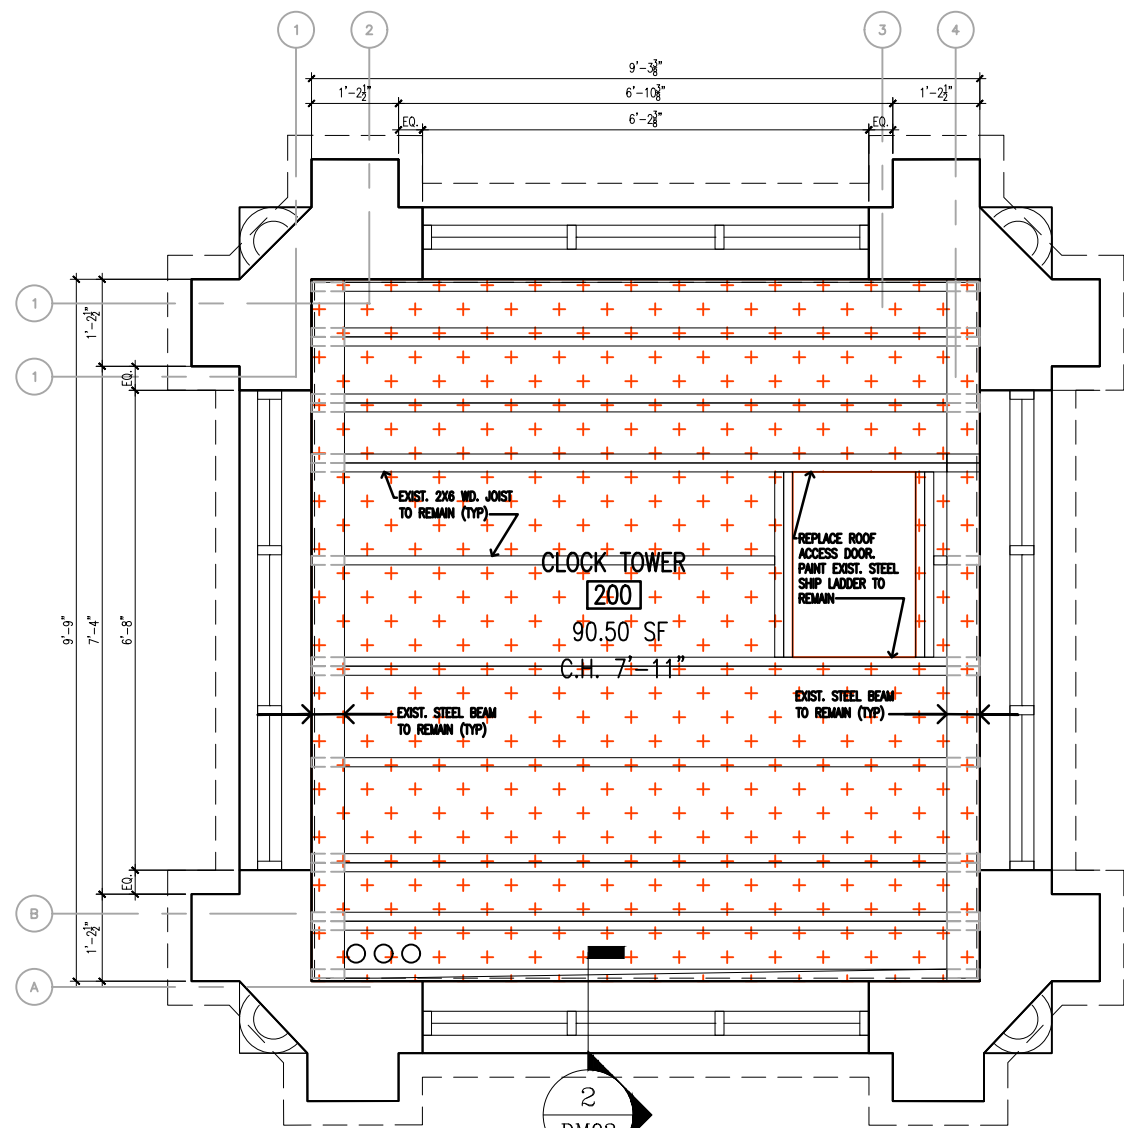 1
2
3
4
9'-3⅜"
1'-2½"
6'-10⅜"
1'-2½"
EQ.
6'-2⅜"
EQ.
1
1
B
A
1'-2½"
EQ.
9'-9"
7'-4"
6'-8"
EQ.
1'-2½"
EXIST. 2X6 WD. JOIST
TO REMAIN (TYP)
CLOCK TOWER
200
90.50 SF
C.H. 7'-11"
REPLACE ROOF
ACCESS DOOR.
PAINT EXIST. STEEL
SHIP LADDER TO
REMAIN
EXIST. STEEL BEAM
TO REMAIN (TYP)
EXIST. STEEL BEAM
TO REMAIN (TYP)
2